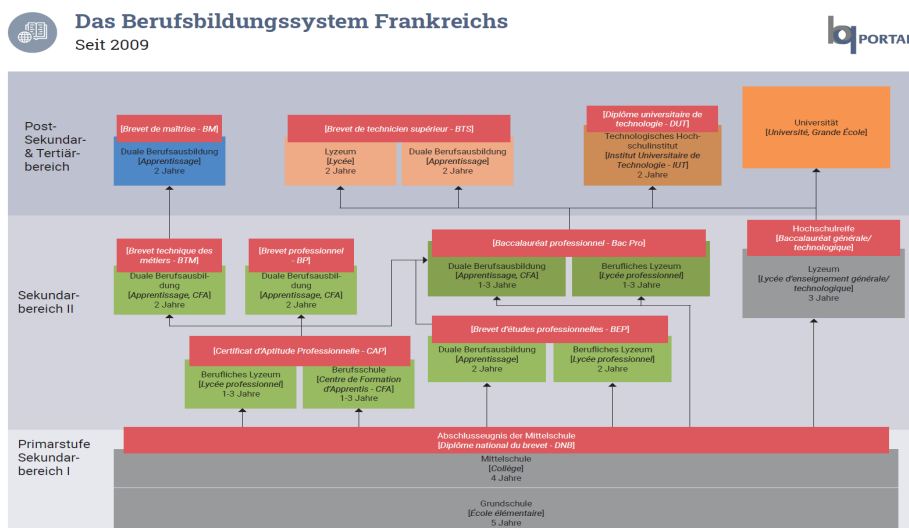 Das Berufsbildungssystem Frankreichs
Seit 2009
bq PORTAL
Post-
Sekundar-
& Tertiär-
bereich
[Brevet de maîtrise - BM]
Duale Berufsausbildung
[Apprentissage]
2 Jahre
[Brevet de technicien supérieur - BTS]
Lyzeum
[Lycée]
2 Jahre
Duale Berufsausbildung
[Apprentissage]
2 Jahre
[Diplôme universitaire de
technologie - DUT]
Technologisches Hoch-
schulinstitut
[Institut Universitaire de
Technologie - IUT]
2 Jahre
Universität
[Université, Grande École]
Sekundar-
bereich II
[Brevet technique des
métiers - BTM]
Duale Berufsausbil-
dung
[Apprentissage, CFA]
2 Jahre
[Brevet professionnel -
BP]
Duale Berufsausbil-
dung
[Apprentissage, CFA]
2 Jahre
[Baccalauréat professionnel - Bac Pro]
Duale Berufsausbildung
[Apprentissage, CFA]
1-3 Jahre
Berufliches Lyzeum
[Lycée professionnel]
1-3 Jahre
Hochschulreife
[Baccalauréat générale/
technologique]
Lyzeum
[Lycée d'enseignement générale/
technologique]
3 Jahre
[Certificat d'Aptitude Professionnelle - CAP]
Berufliches Lyzeum
[Lycée professionnel]
1-3 Jahre
Berufsschule
[Centre de Formation
d'Apprentis - CFA]
1-3 Jahre
[Brevet d'études professionnelles - BEP]
Duale Berufsausbildung
[Apprentissage]
2 Jahre
Berufliches Lyzeum
[Lycée professionnel]
2 Jahre
Primarstufe
Sekundar-
bereich I
Abschlusseugnis der Mittelschule
[Diplôme national du brevet - DNB]
Mittelschule
[Collège]
4 Jahre
Grundschule
[École élementaire]
5 Jahre